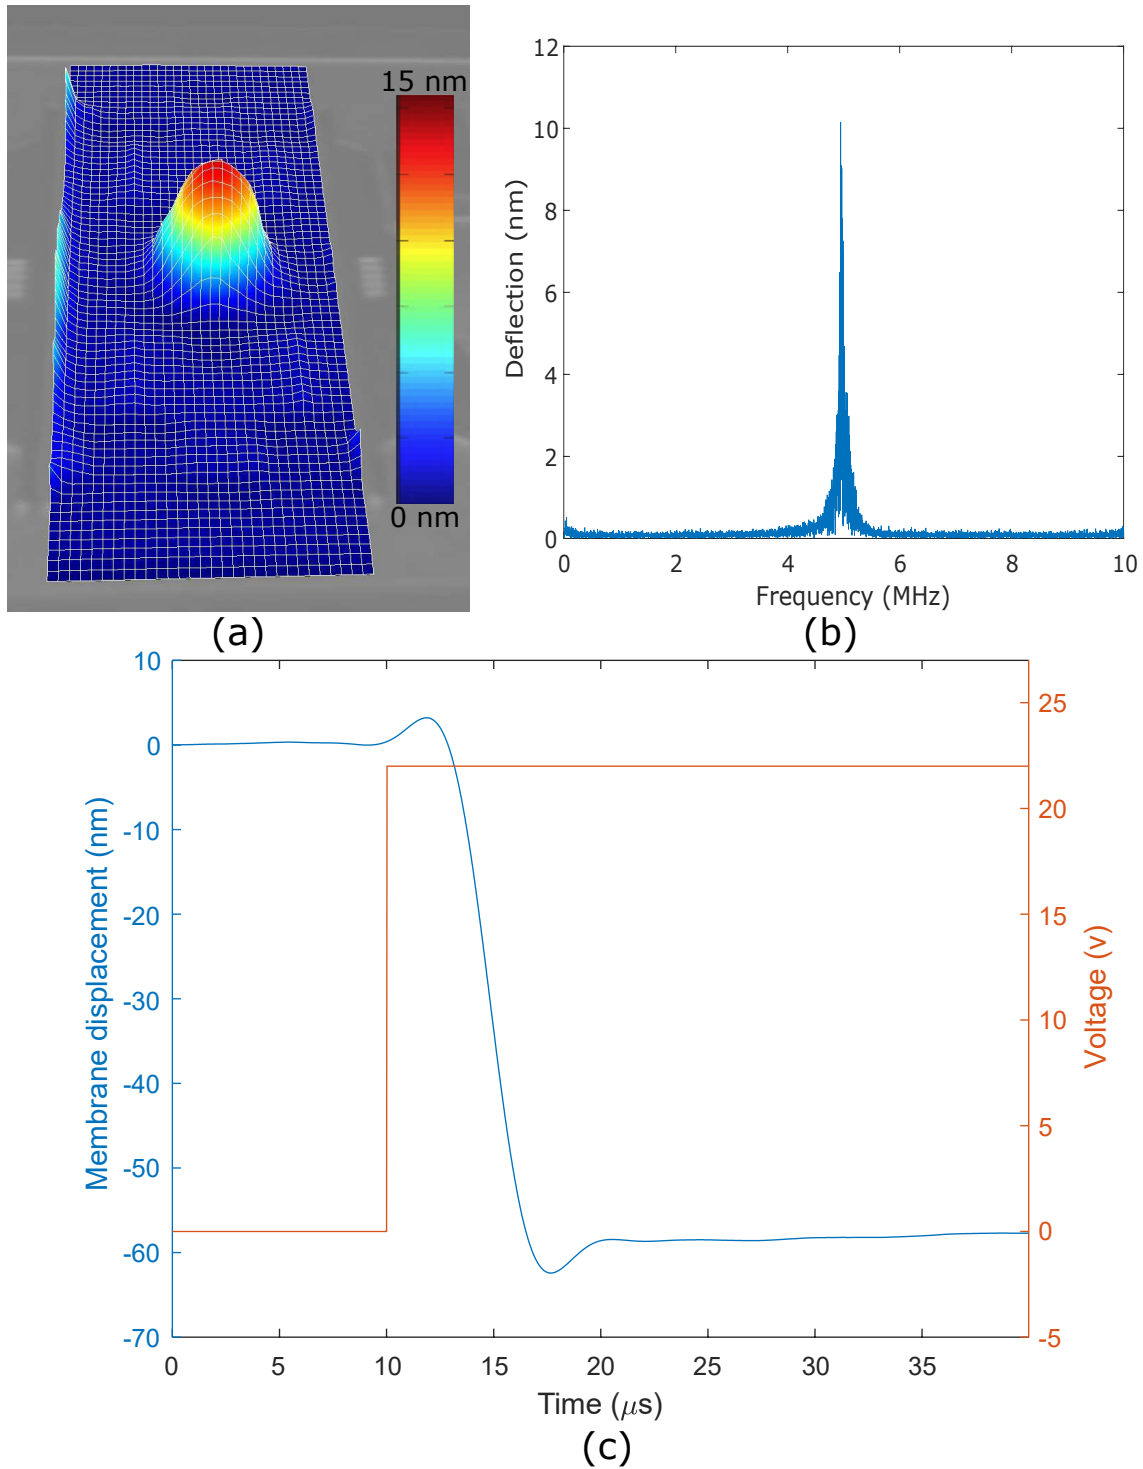 15 nm
0 nm
(a)
12
10
8
6
4
2
0
Deflection (nm)
0 2 4 6 8 10
Frequency (MHz)
(b)
10
0
-10
-20
-30
-40
-50
-60
-70
Membrane displacement (nm)
25
20
15
10
5
0
-5
Voltage (v)
0 5 10 15 20 25 30 35
Time (μs)
(c)